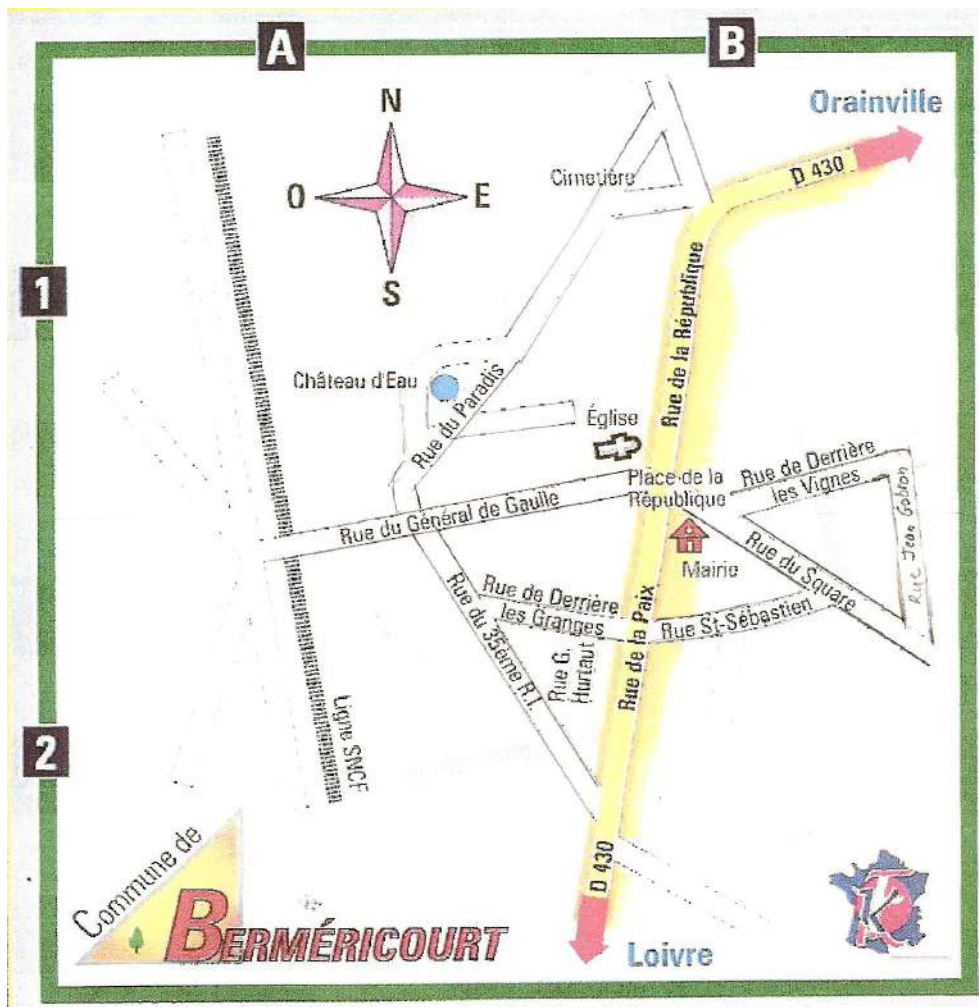 A
B
N
O
E
S
Orainville
D 430
Cimetière
1
Rue de la République
Château d'Eau
Rue du Paradis
Église
Place de la
République
Rue de Derrière
les Vignes
Rue Jean Gobron
Rue du Général de Gaulle
Mairie
Rue du Square
Rue de Derrière
les Granges
Rue St-Sébastien
Rue de la Paix
Rue du 35ème R.I.
Rue G.
Hurtaut
Ligne SNCF
2
D 430
Commune de
BERMÉRICOURT
Loivre